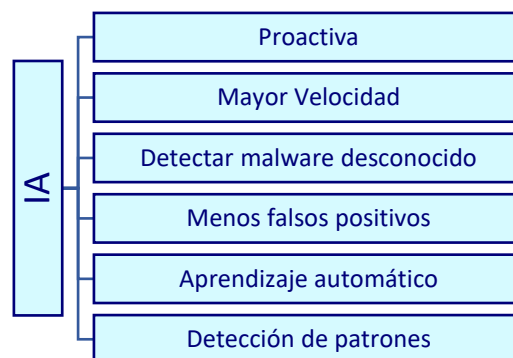 IA
Proactiva
Mayor Velocidad
Detectar malware desconocido
Menos falsos positivos
Aprendizaje automático
Detección de patrones